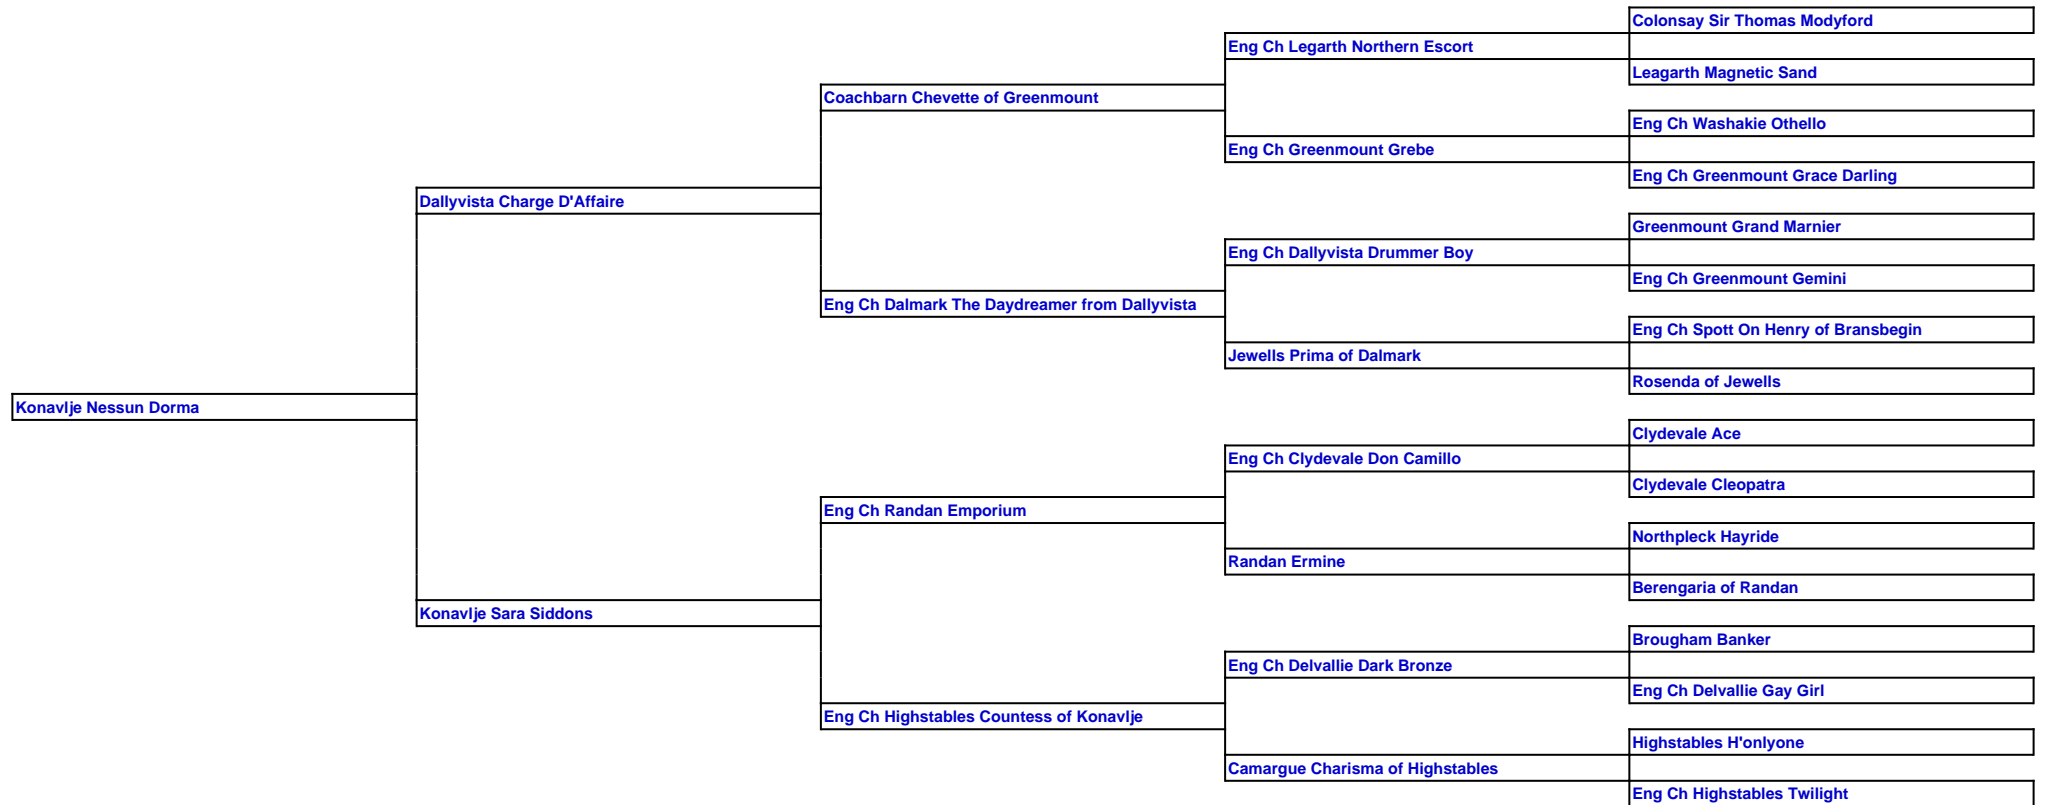 Colonsay Sir Thomas Modyford
Eng Ch Legarth Northern Escort
Leagarth Magnetic Sand
Coachbarn Chevette of Greenmount
Eng Ch Washakie Othello
Eng Ch Greenmount Grebe
Eng Ch Greenmount Grace Darling
Dallyvista Charge D'Affaire
Greenmount Grand Marnier
Eng Ch Dallyvista Drummer Boy
Eng Ch Greenmount Gemini
Eng Ch Dalmark The Daydreamer from Dallyvista
Eng Ch Spott On Henry of Bransbegin
Jewells Prima of Dalmark
Rosenda of Jewells
Konavlje Nessun Dorma
Clydevale Ace
Eng Ch Clydevale Don Camillo
Clydevale Cleopatra
Eng Ch Randan Emporium
Northpleck Hayride
Randan Ermine
Berengaria of Randan
Konavlje Sara Siddons
Brougham Banker
Eng Ch Delvallie Dark Bronze
Eng Ch Delvallie Gay Girl
Eng Ch Highstables Countess of Konavlje
Highstables H'onlyone
Camargue Charisma of Highstables
Eng Ch Highstables Twilight